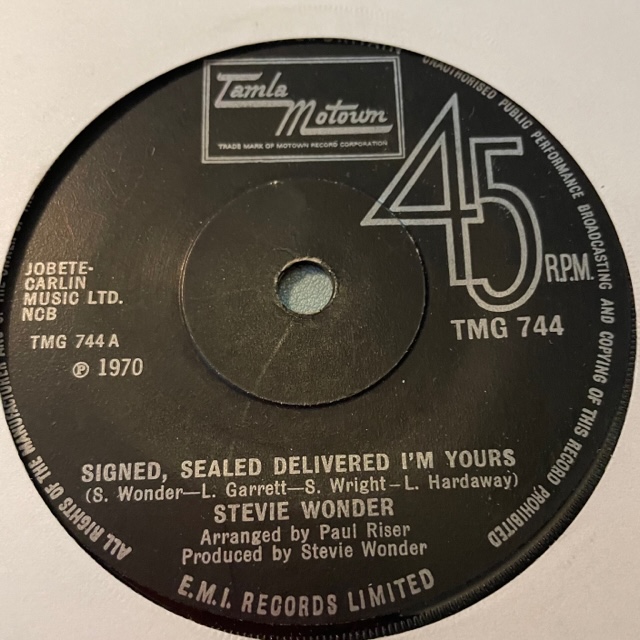 Tamla
Motown
TRADE MARK OF MOTOWN RECORD CORPORATION
45
R.P.M.
TMG 744
JOBETE-
CARLIN
MUSIC LTD.
NCB
TMG 744 A
℗ 1970
SIGNED, SEALED DELIVERED I'M YOURS
(S. Wonder—L. Garrett—S. Wright—L. Hardaway)
STEVIE WONDER
Arranged by Paul Riser
Produced by Stevie Wonder
E.M.I. RECORDS LIMITED
ALL RIGHTS OF THE MANUFACTURER AND OF THE
UNAUTHORISED PUBLIC PERFORMANCE BROADCASTING AND COPYING OF THIS RECORD PROHIBITED